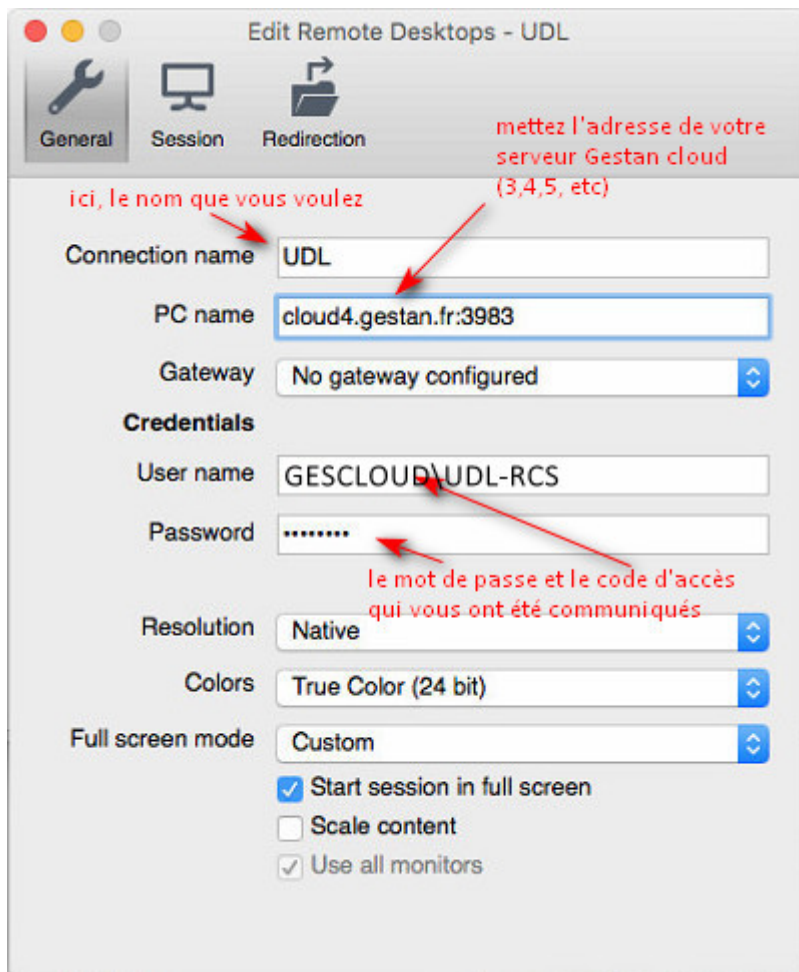 Edit Remote Desktops - UDL
General Session Redirection
mettez l'adresse de votre
serveur Gestan cloud
(3,4,5, etc)
ici, le nom que vous voulez
Connection name UDL
PC name cloud4.gestan.fr:3983
Gateway No gateway configured
Credentials
User name GESCLOUD\UDL-RCS
Password ••••••••
le mot de passe et le code d'accès
qui vous ont été communiqués
Resolution Native
Colors True Color (24 bit)
Full screen mode Custom
Start session in full screen
Scale content
Use all monitors